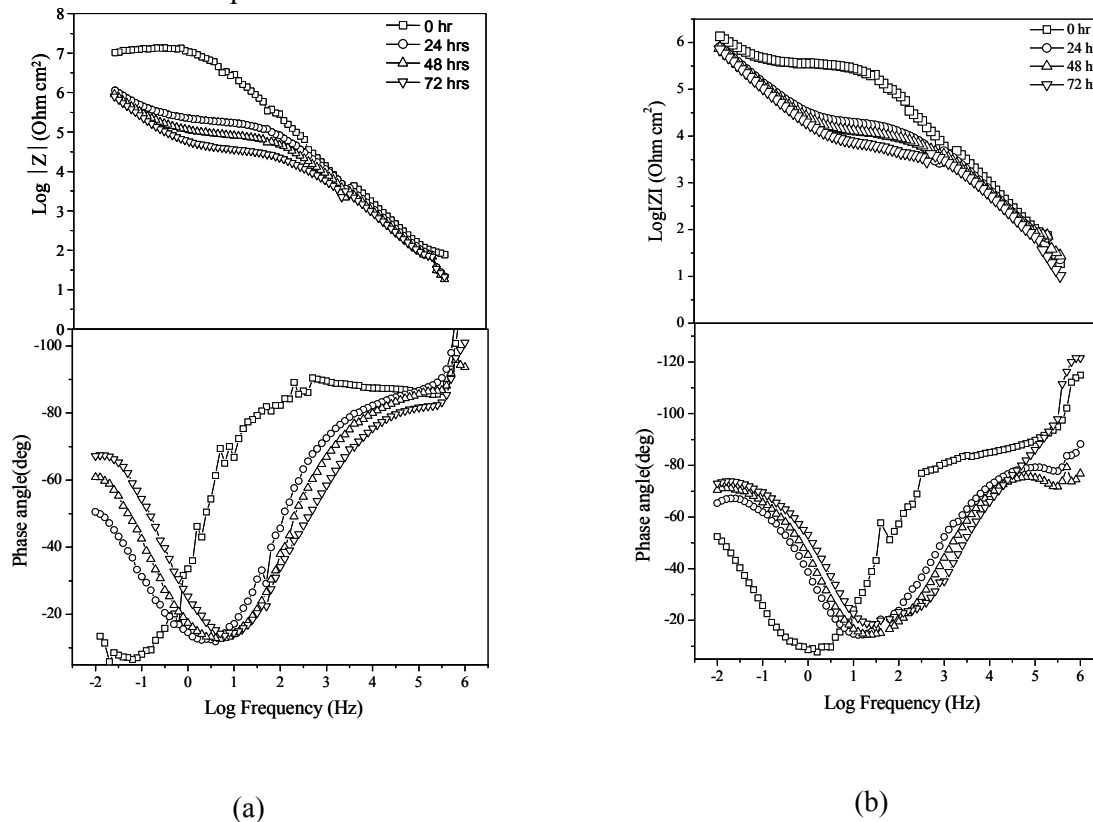 8
7
6
5
4
3
2
1
0
Log |Z| (Ohm cm2)
0 hr
24 hrs
48 hrs
72 hrs
-100
-80
-60
-40
-20
Phase angle(deg)
-2 -1 0 1 2 3 4 5 6
Log Frequency (Hz)
(a)
6
5
4
3
2
1
0
LogIZI (Ohm cm2)
0 hr
24 h
48 h
72 h
-120
-100
-80
-60
-40
-20
Phase angle(deg)
-2 -1 0 1 2 3 4 5 6
Log Frequency (Hz)
(b)